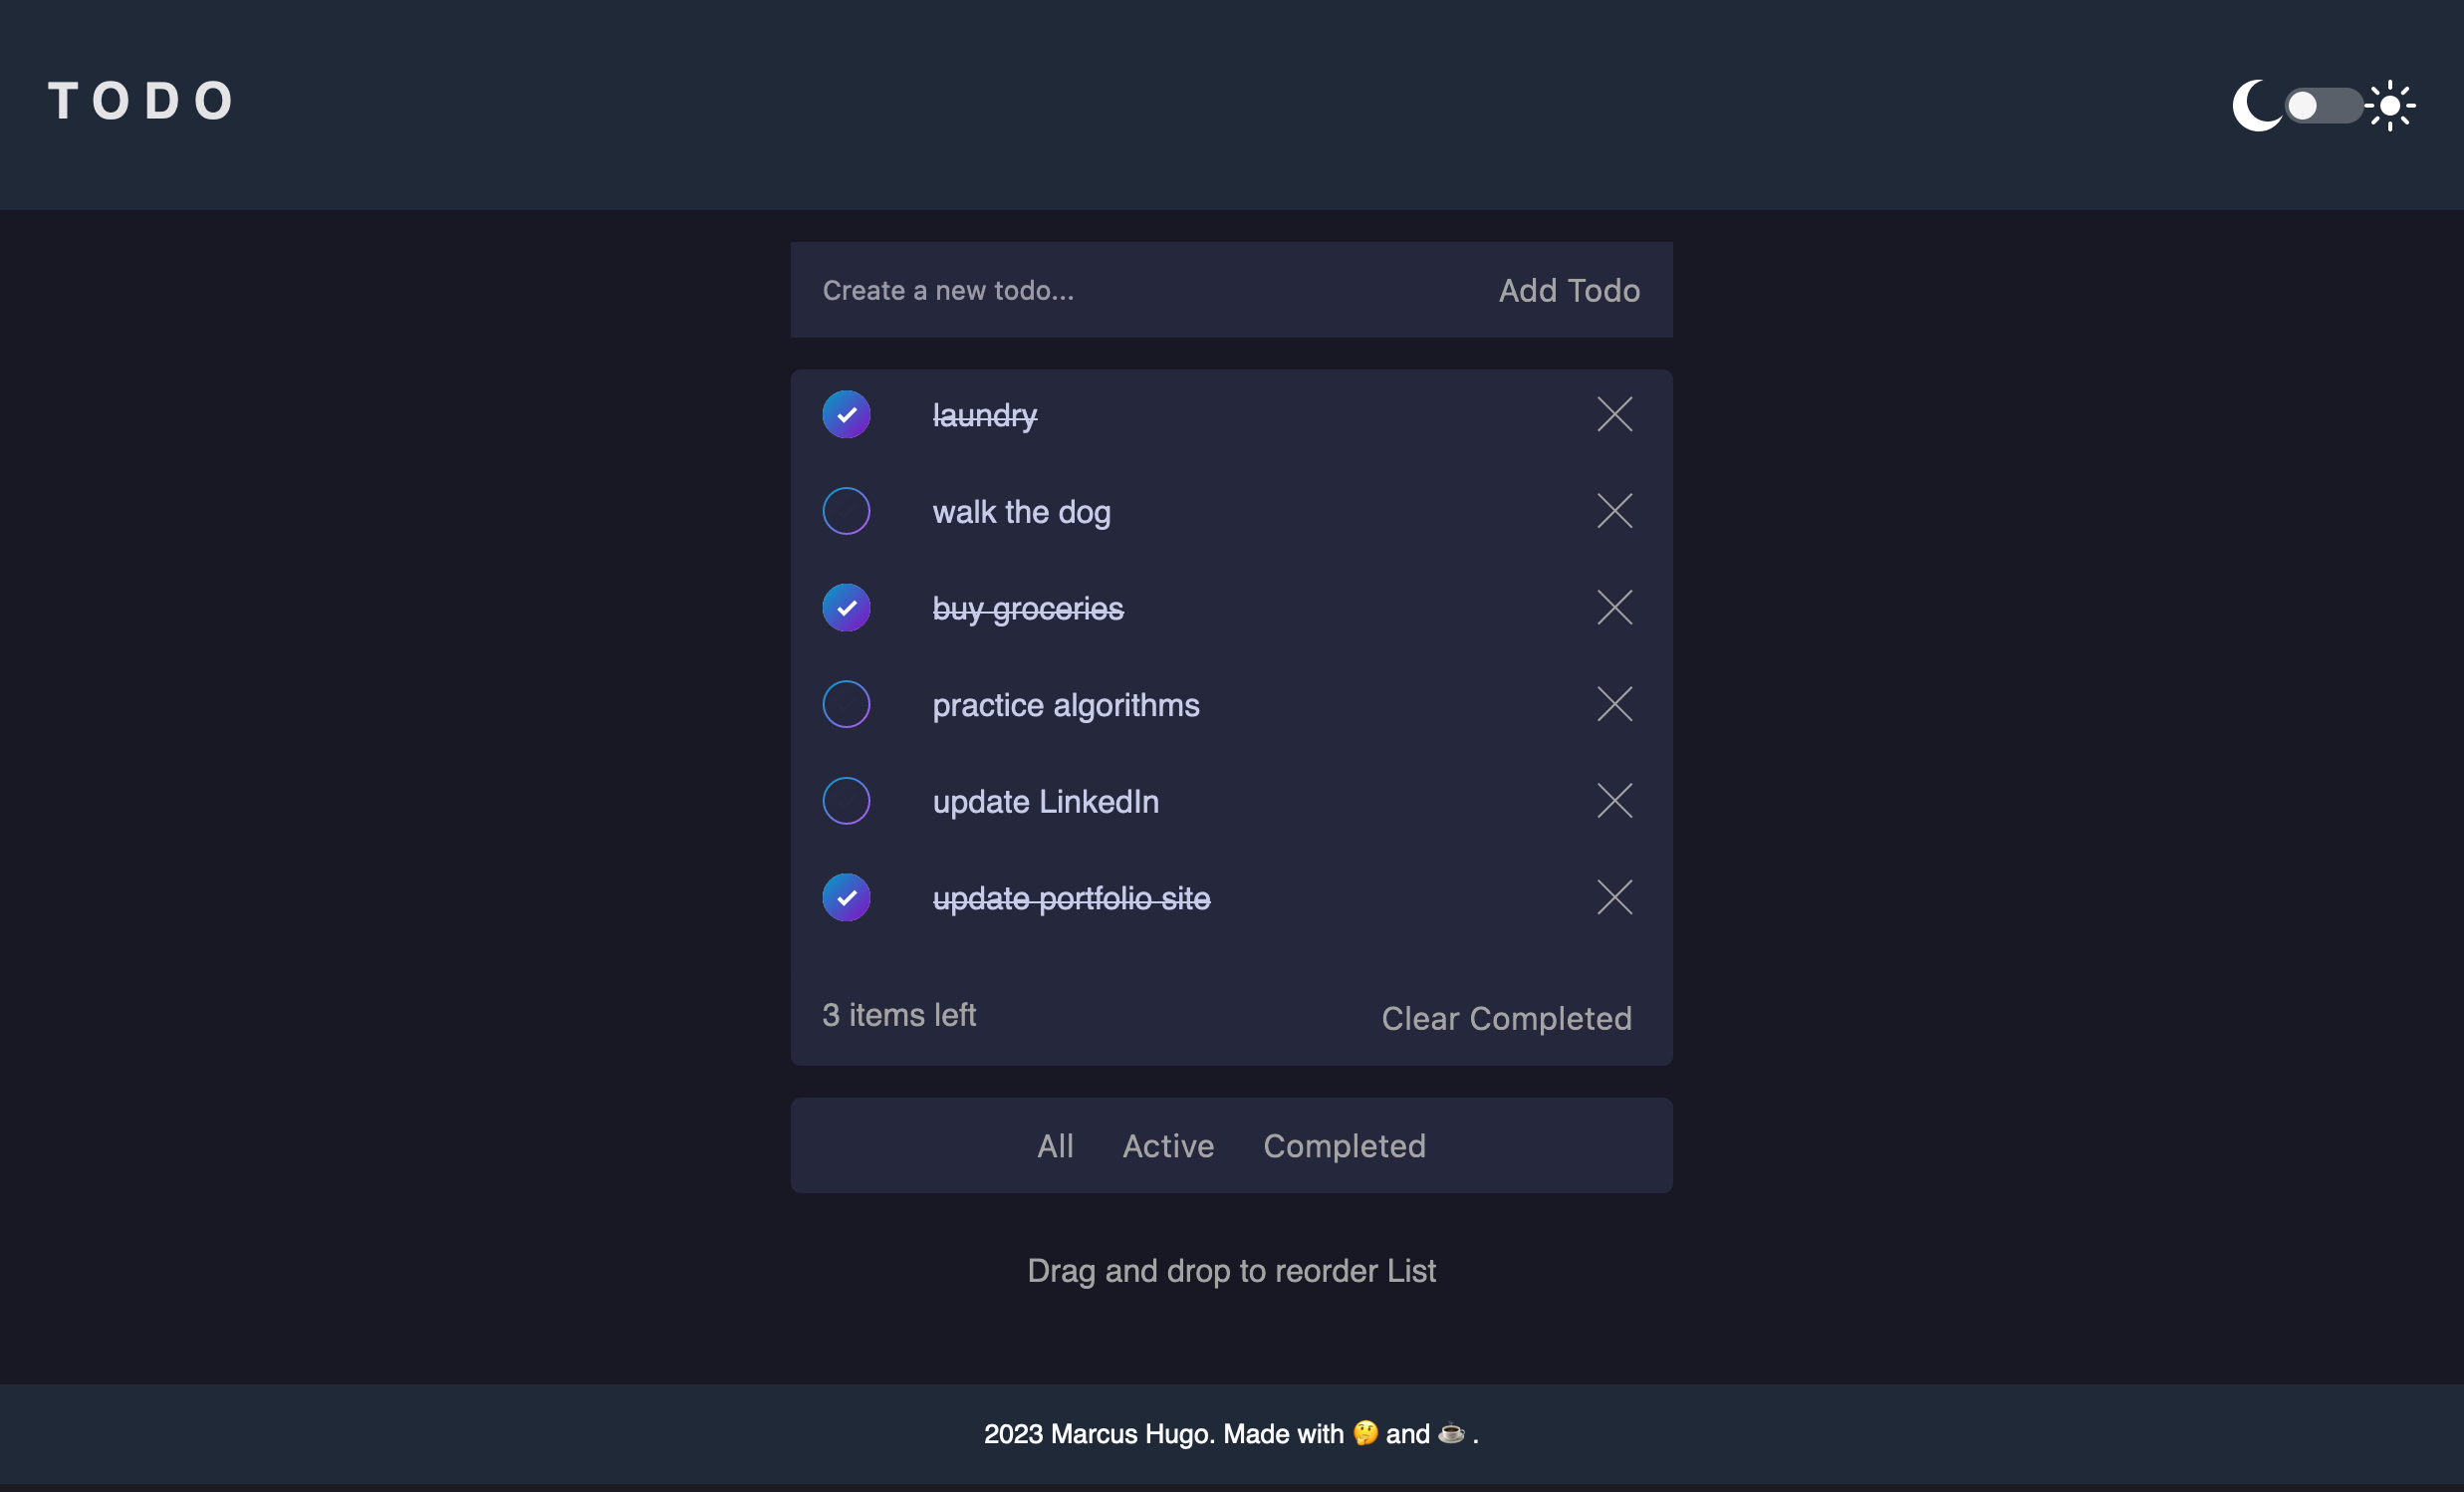 TODO
Create a new todo... Add Todo
laundry
walk the dog
buy groceries
practice algorithms
update LinkedIn
update portfolio site
3 items left Clear Completed
All Active Completed
Drag and drop to reorder List
2023 Marcus Hugo. Made with 🤔 and ☕ .